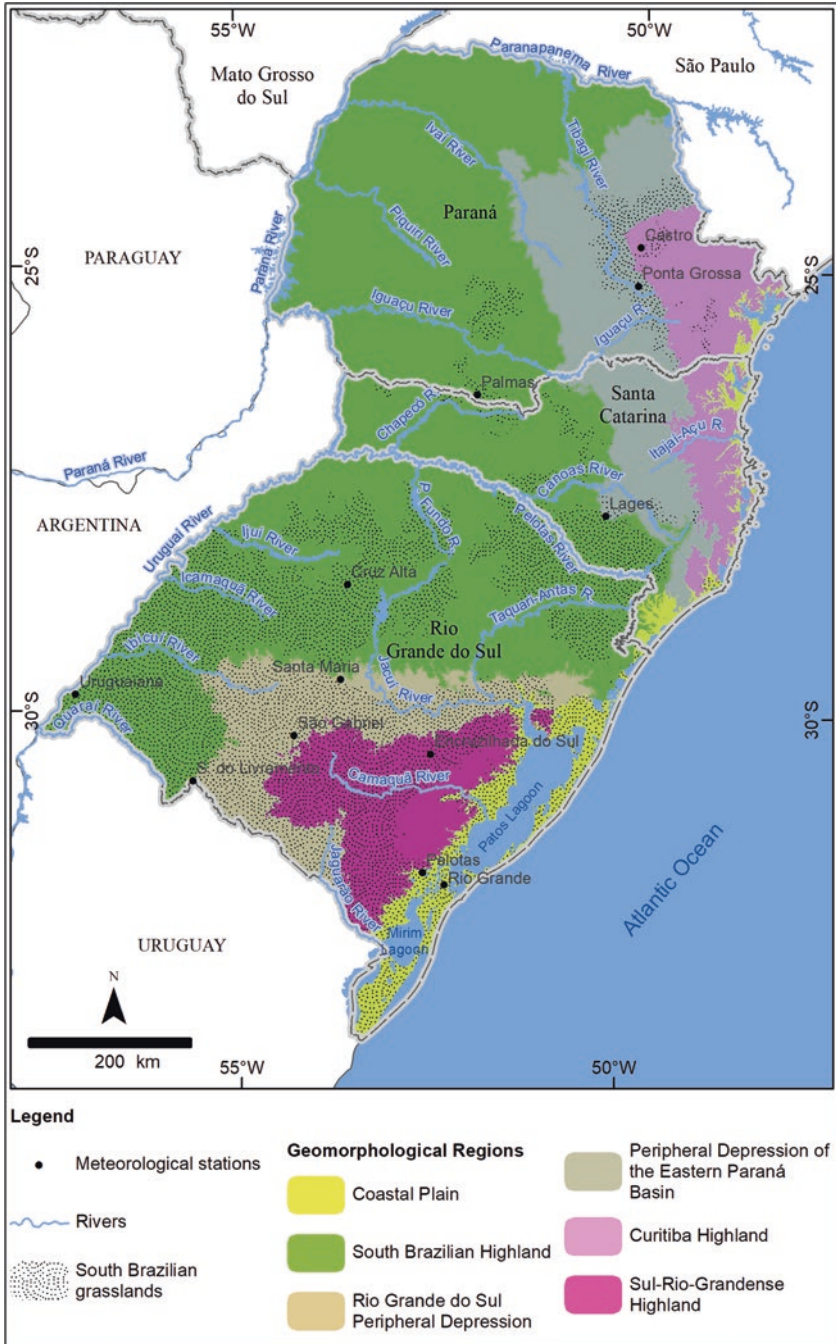 55°W
50°W
Mato Grosso
do Sul
Paranapanema River
São Paulo
Ivaí River
Tibagi River
Paraná
Piquiri River
Castro
PARAGUAY
Paraná River
25°S
25°S
Ponta Grossa
Iguaçu River
Iguaçu R.
Palmas
Santa
Catarina
Chapecó R.
Itajaí-Açu R.
Paraná River
Canoas River
ARGENTINA
Lages
Uruguai River
P. Fundo R.
Pelotas River
Ijuí River
Cruz Alta
Icamaquã River
Taquari-Antas R.
Rio
Grande do Sul
Ibicuí River
Santa Maria
Jacuí River
Uruguaiana
30°S
30°S
Quaraí River
São Gabriel
Encruzilhada do Sul
S. do Livramento
Camaquã River
Patos Lagoon
Atlantic Ocean
Pelotas
Rio Grande
Jaguarão River
Mirim
Lagoon
URUGUAY
N
200 km
55°W
50°W
Legend
Meteorological stations
Rivers
South Brazilian
grasslands
Geomorphological Regions
Coastal Plain
South Brazilian Highland
Rio Grande do Sul
Peripheral Depression
Peripheral Depression of
the Eastern Paraná
Basin
Curitiba Highland
Sul-Rio-Grandense
Highland